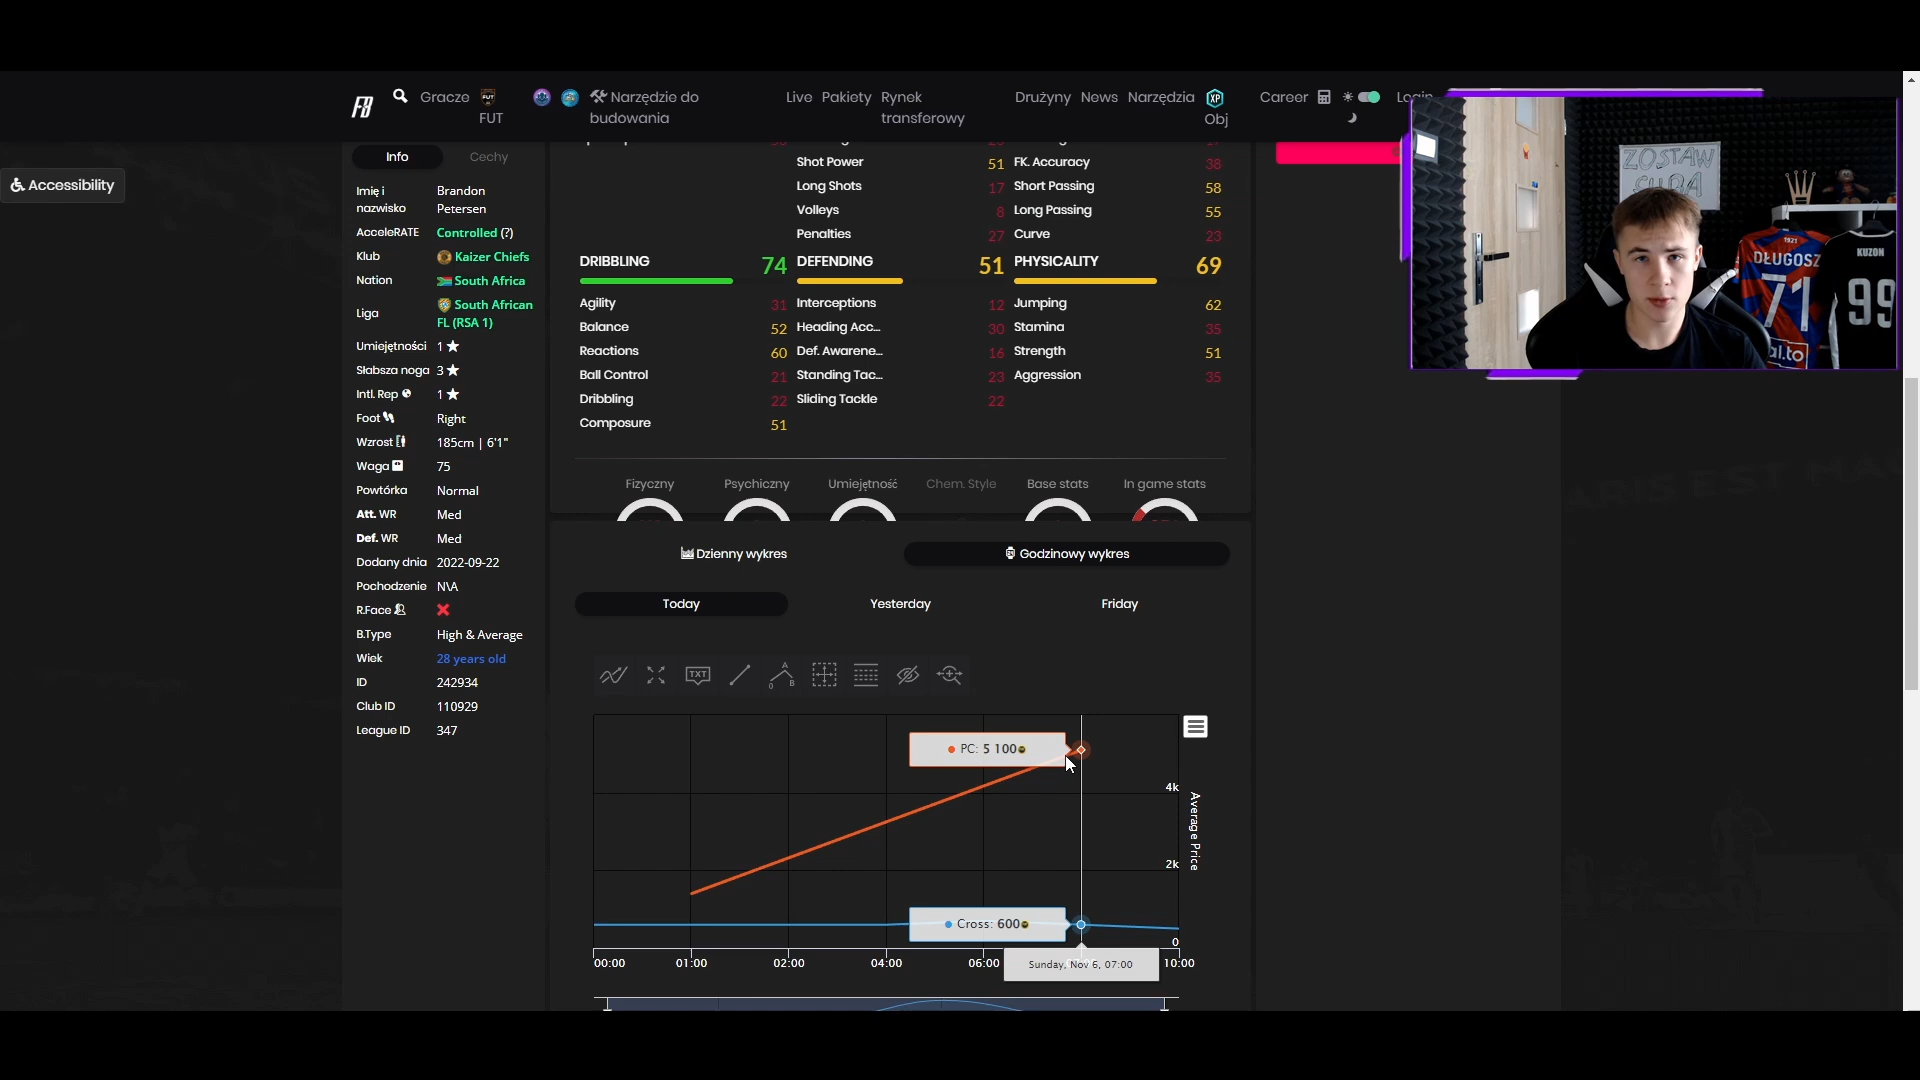 Gracze
FUT
Narzędzie do
budowania
Live
Pakiety
Rynek
transferowy
Drużyny
News
Narzędzia
XP
Obj
Career
Login
Accessibility
Info
Cechy
Imię i
nazwisko
Brandon
Petersen
AcceleRATE
Controlled (?)
Klub
Kaizer Chiefs
Nation
South Africa
Liga
South African
FL (RSA 1)
Umiejętności
1
Słabsza noga
3
Intl. Rep
1
Foot
Right
Wzrost
185cm | 6'1"
Waga
75
Powtórka
Normal
Att. WR
Med
Def. WR
Med
Dodany dnia
2022-09-22
Pochodzenie
N\A
R.Face
B.Type
High & Average
Wiek
28 years old
ID
242934
Club ID
110929
League ID
347
Shot Power 51
Long Shots 17
Volleys 8
Penalties 27
FK. Accuracy 38
Short Passing 58
Long Passing 55
Curve 23
DRIBBLING 74
Agility 31
Balance 52
Reactions 60
Ball Control 21
Dribbling 22
Composure 51
DEFENDING 51
Interceptions 12
Heading Acc... 30
Def. Awarene... 16
Standing Tac... 23
Sliding Tackle 22
PHYSICALITY 69
Jumping 62
Stamina 35
Strength 51
Aggression 35
Fizyczny
Psychiczny
Umiejętność
Chem. Style
Base stats
In game stats
Dzienny wykres
Godzinowy wykres
Today
Yesterday
Friday
TXT
PC: 5 100
Cross: 600
Sunday, Nov 6, 07:00
4k
2k
0
Average Price
00:00
01:00
02:00
04:00
06:00
10:00
ZOSTAW
SUBA
1921
DŁUGOSZ
71
al.to
KUZON
99